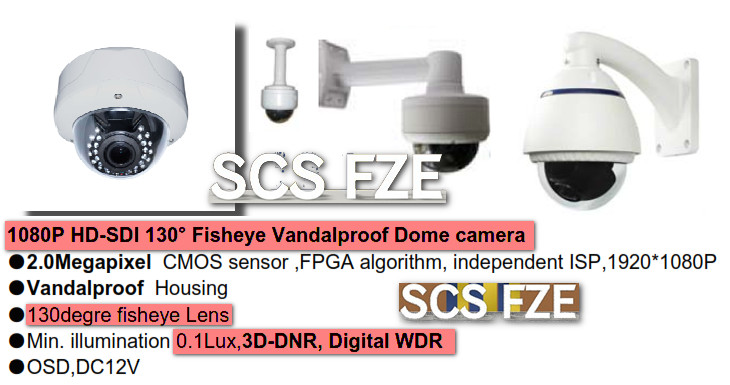 SCS FZE
1080P HD-SDI 130° Fisheye Vandalproof Dome camera
●2.0Megapixel CMOS sensor ,FPGA algorithm, independent ISP,1920*1080P
●Vandalproof Housing
SCS FZE
●130degre fisheye Lens
●Min. illumination 0.1Lux,3D-DNR, Digital WDR
●OSD,DC12V